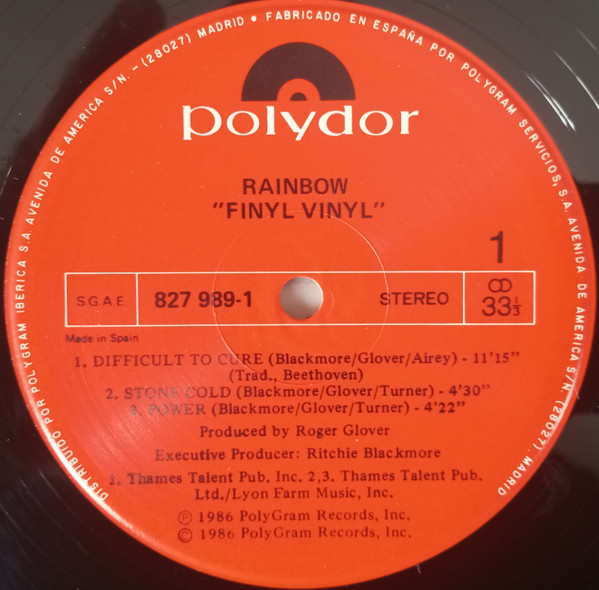 DISTRIBUIDO POR POLYGRAM IBERICA S.A. AVENIDA DE AMERICA S/N. - (28027) MADRID • FABRICADO EN ESPAÑA POR POLYGRAM SERVICIOS, S.A. AVENIDA DE AMERICA S/N (28027) MADRID
polydor
RAINBOW
"FINYL VINYL"
1
S.G.A.E.
827 989-1
STEREO
33⅓
Made in Spain
1. DIFFICULT TO CURE (Blackmore/Glover/Airey) - 11'15"
(Trad., Beethoven)
2. STONE COLD (Blackmore/Glover/Turner) - 4'30"
3. POWER (Blackmore/Glover/Turner) - 4'22"
Produced by Roger Glover
Executive Producer: Ritchie Blackmore
1. Thames Talent Pub. Inc. 2,3. Thames Talent Pub.
Ltd./Lyon Farm Music, Inc.
Ⓟ 1986 PolyGram Records, Inc.
© 1986 PolyGram Records, Inc.